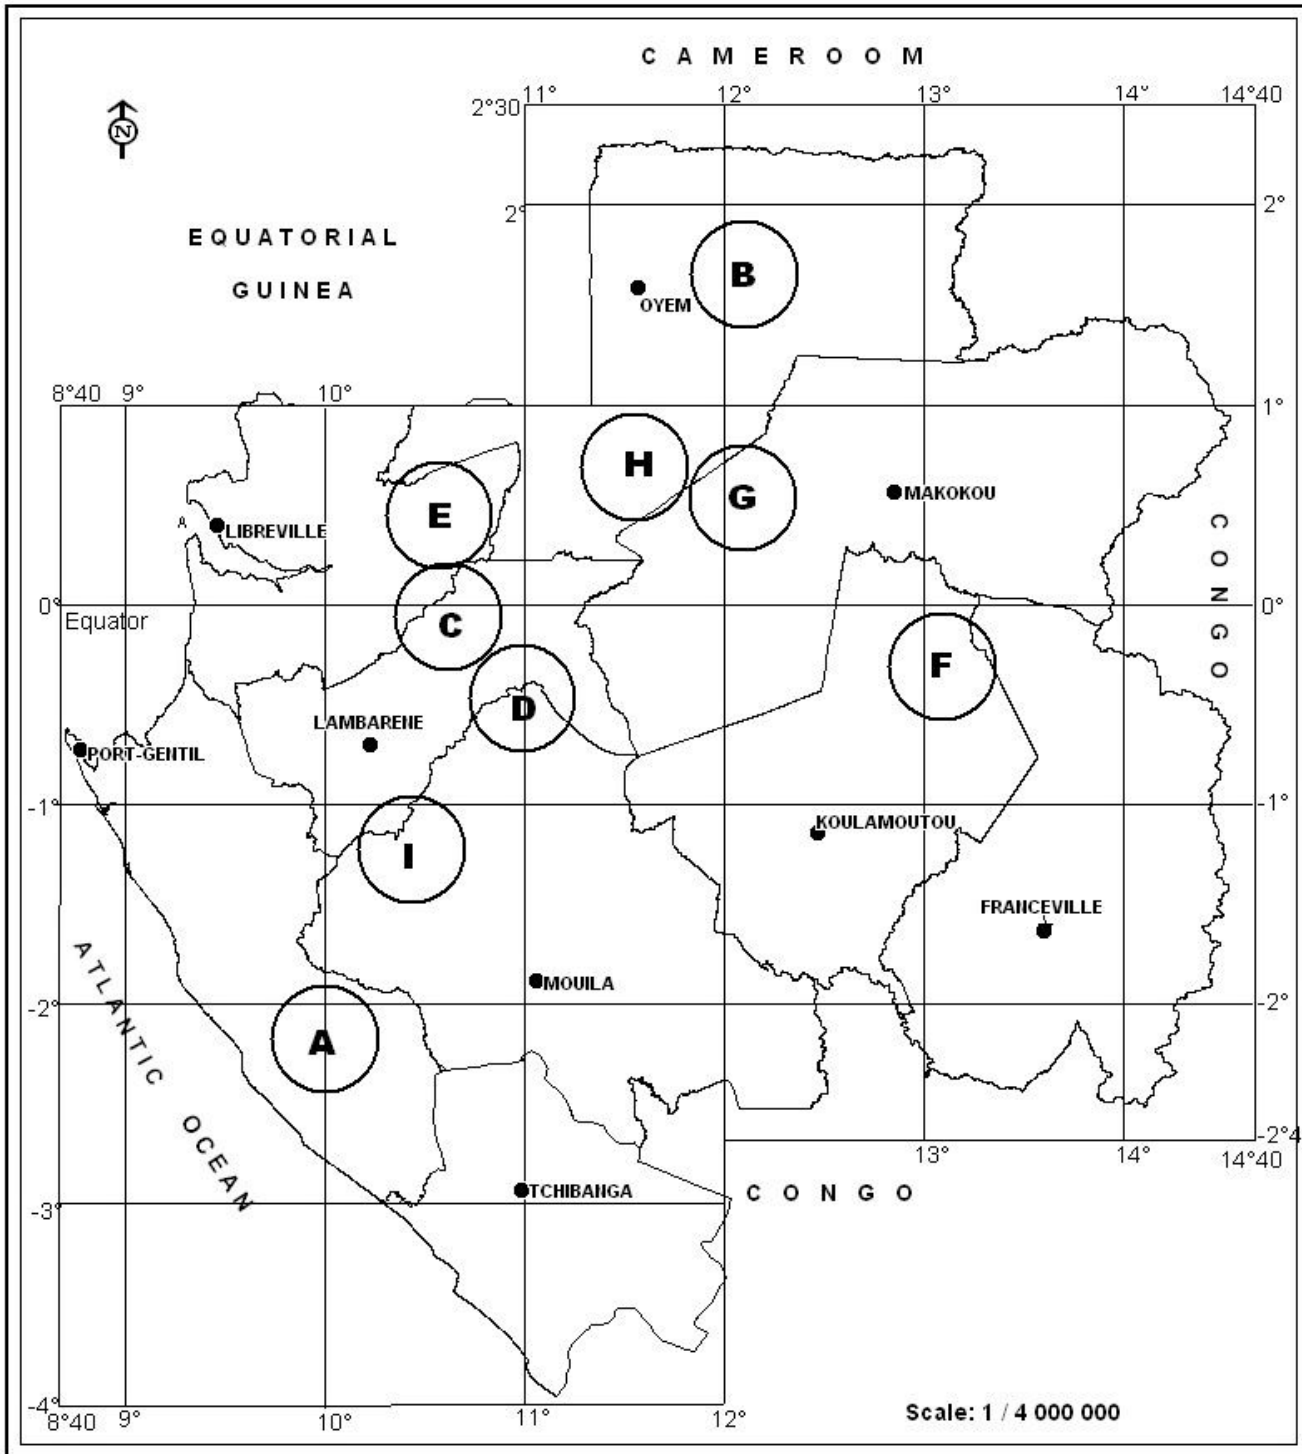 C A M E R O O M
N
11° 12° 13° 14° 14°40
2°30
2° 2°
EQUATORIAL
GUINEA
B
OYEM
8°40 9° 10° 1°
H
E G MAKOKOU
A LIBREVILLE
CONGO
0° 0°
Equator C
F
LAMBARENE D
PORT-GENTIL
-1° -1°
KOULAMOUTOU
I
FRANCEVILLE
ATLANTIC OCEAN
MOUILA
-2° -2°
A
-2°4
13° 14° 14°40
TCHIBANGA C O N G O
-3°
-4°
8°40 9° 10° 11° 12°
Scale: 1 / 4 000 000